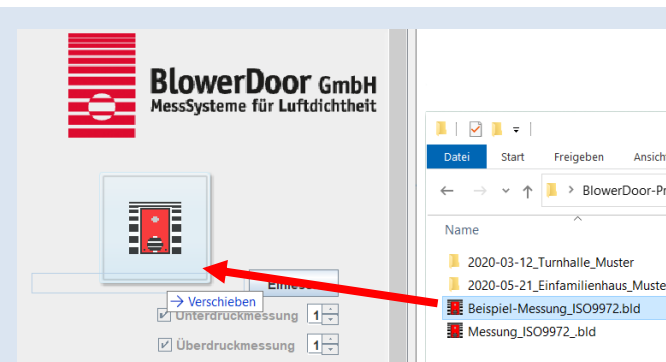 BlowerDoor GmbH
MessSysteme für Luftdichtheit
Datei Start Freigeben Ansich
BlowerDoor-Pr
Name
2020-03-12_Turnhalle_Muster
2020-05-21_Einfamilienhaus_Muste
Verschieben
Beispiel-Messung_ISO9972.bld
Unterdruckmessung 1
Messung_ISO9972_.bld
Überdruckmessung 1